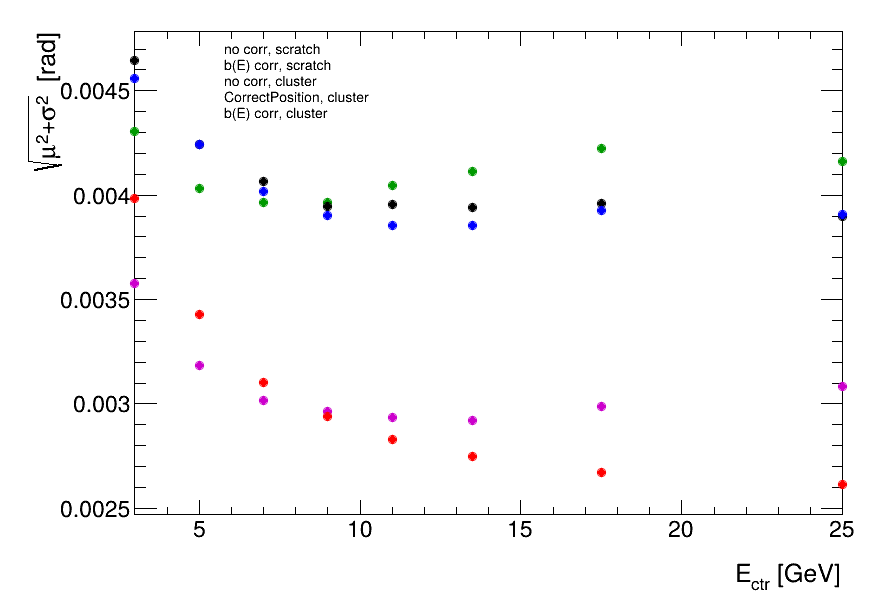 √μ²+σ² [rad]
no corr, scratch
b(E) corr, scratch
no corr, cluster
CorrectPosition, cluster
b(E) corr, cluster
0.0045
0.004
0.0035
0.003
0.0025
5 10 15 20 25
E_ctr [GeV]